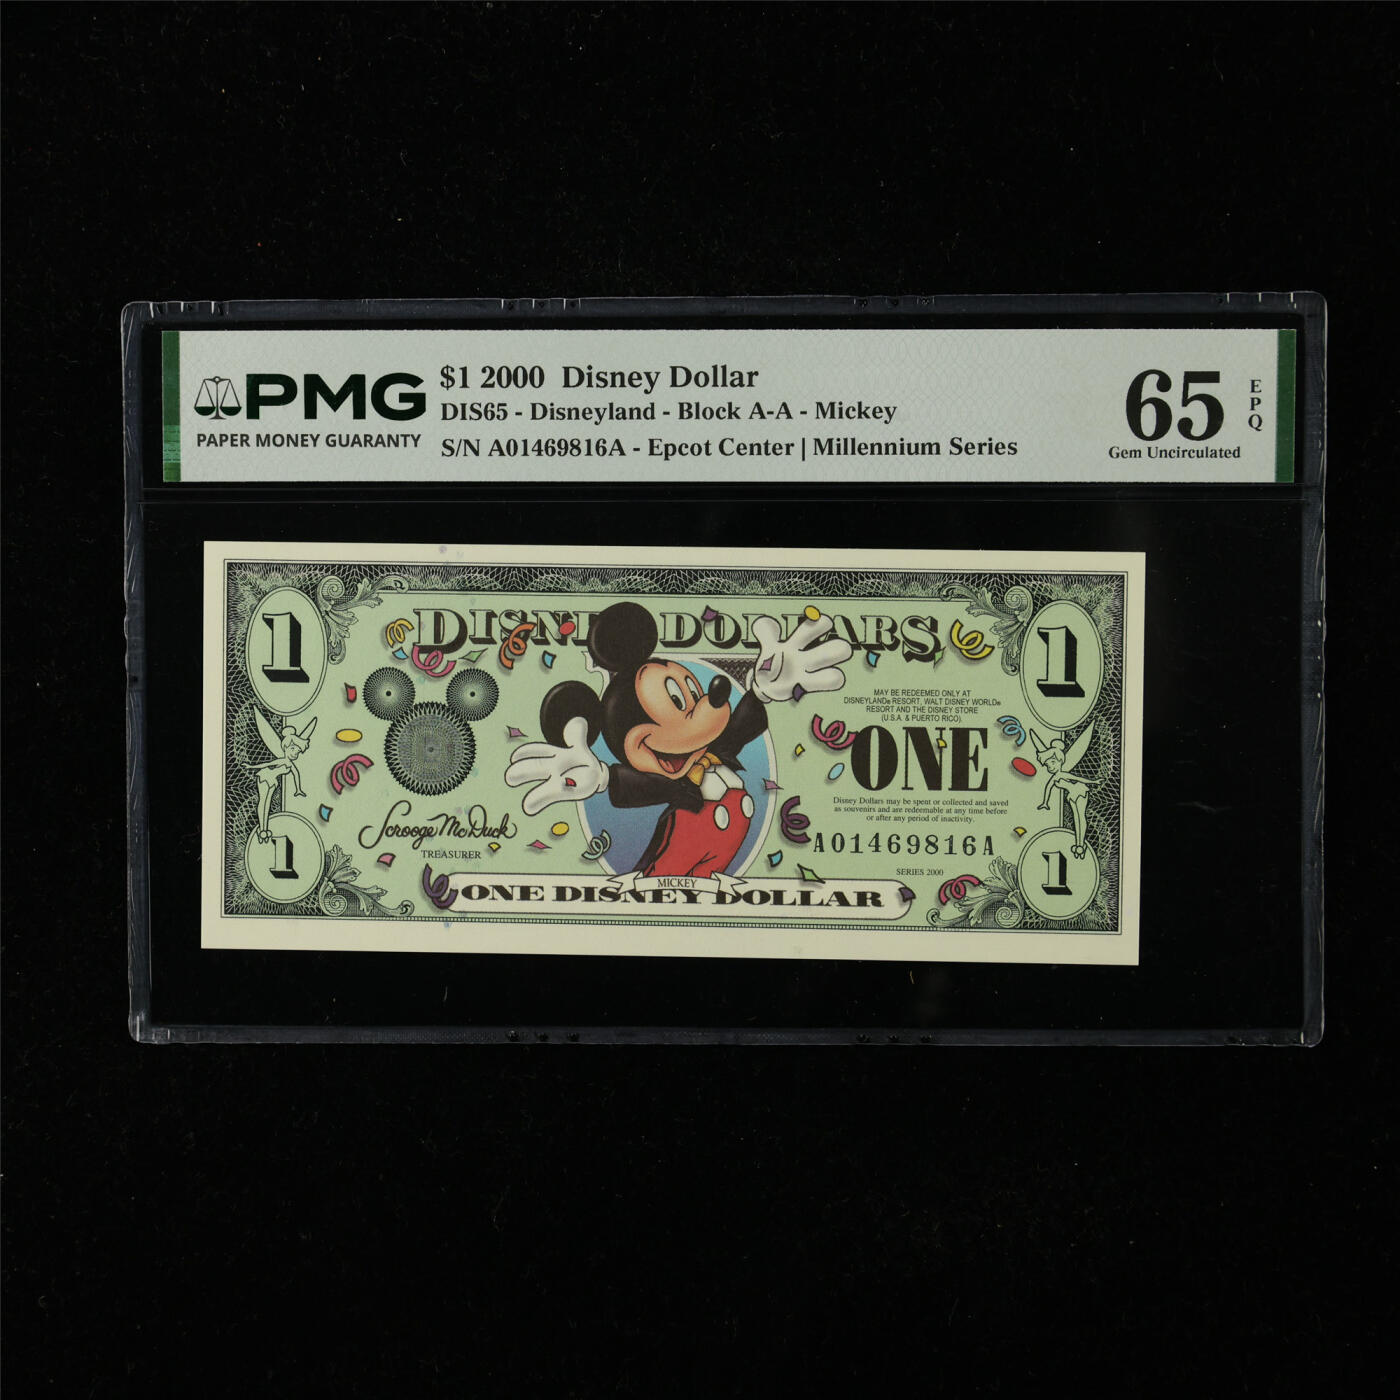 PMG
PAPER MONEY GUARANTY
$1 2000 Disney Dollar
DIS65 - Disneyland - Block A-A - Mickey
S/N A01469816A - Epcot Center | Millennium Series
65
EPQ
Gem Uncirculated
1
DISNEY DOLLARS
1
MAY BE REDEEMED ONLY AT
DISNEYLAND® RESORT, WALT DISNEY WORLD®
RESORT AND THE DISNEY STORE
(U.S.A. & PUERTO RICO).
ONE
Disney Dollars may be spent or collected and saved
as souvenirs and are redeemable at any time before
or after any period of inactivity.
Scrooge McDuck
TREASURER
A01469816A
SERIES 2000
1
MICKEY
ONE DISNEY DOLLAR
1